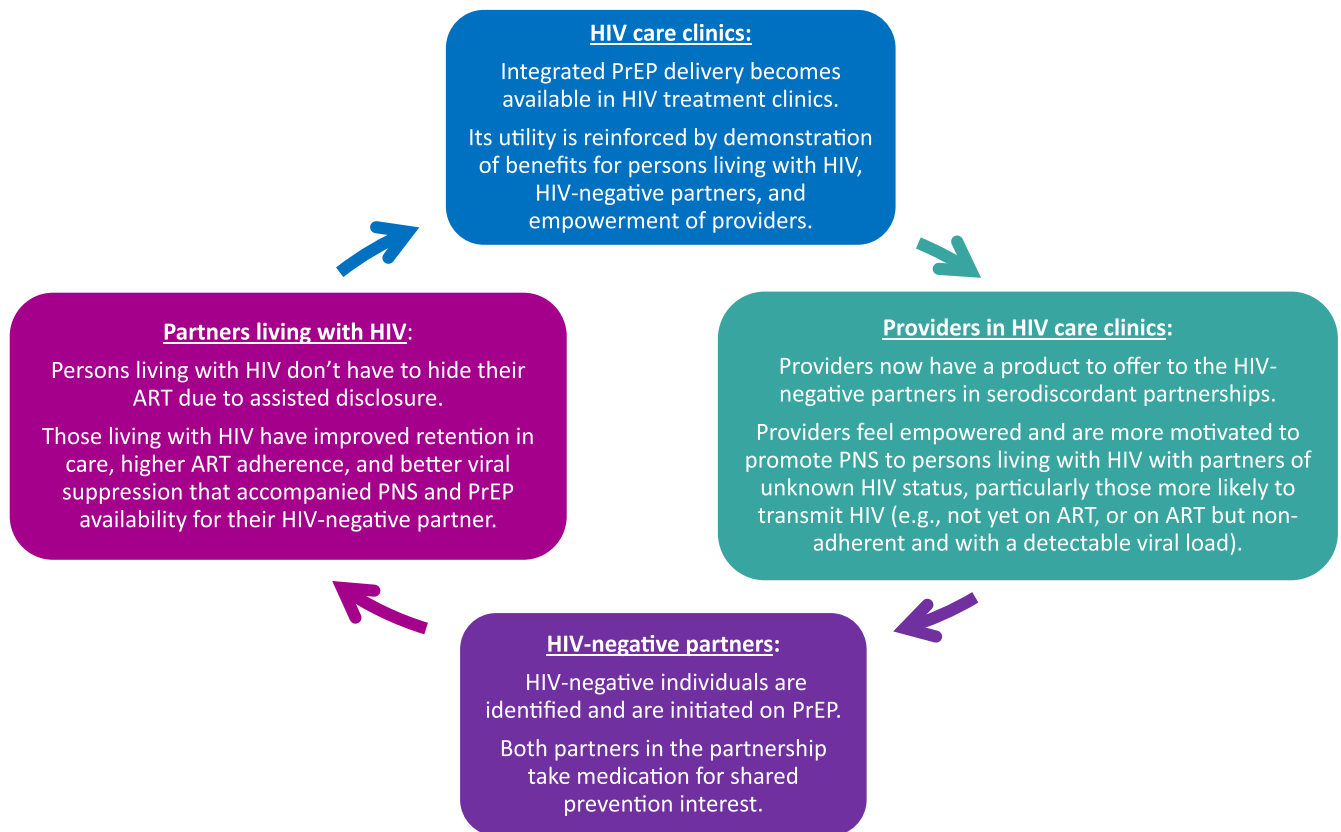 HIV care clinics:
Integrated PrEP delivery becomes
available in HIV treatment clinics.
Its utility is reinforced by demonstration
of benefits for persons living with HIV,
HIV-negative partners, and
empowerment of providers.
Partners living with HIV:
Persons living with HIV don’t have to hide their
ART due to assisted disclosure.
Those living with HIV have improved retention in
care, higher ART adherence, and better viral
suppression that accompanied PNS and PrEP
availability for their HIV-negative partner.
Providers in HIV care clinics:
Providers now have a product to offer to the HIV-
negative partners in serodiscordant partnerships.
Providers feel empowered and are more motivated to
promote PNS to persons living with HIV with partners of
unknown HIV status, particularly those more likely to
transmit HIV (e.g., not yet on ART, or on ART but non-
adherent and with a detectable viral load).
HIV-negative partners:
HIV-negative individuals are
identified and are initiated on PrEP.
Both partners in the partnership
take medication for shared
prevention interest.